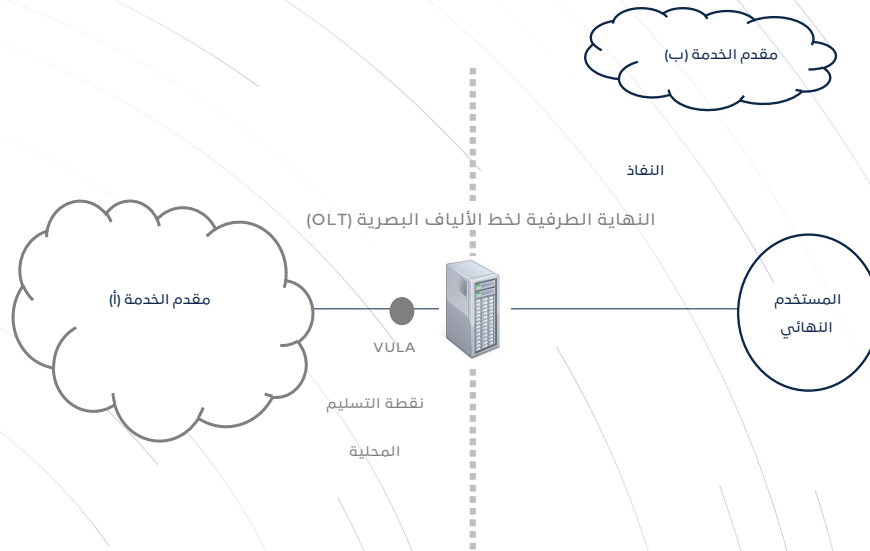 مقدم الخدمة (ب)
النفاذ
النهاية الطرفية لخط الألياف البصرية (OLT)
المستخدم
النهائي
مقدم الخدمة (أ)
VULA
نقطة التسليم
المحلية